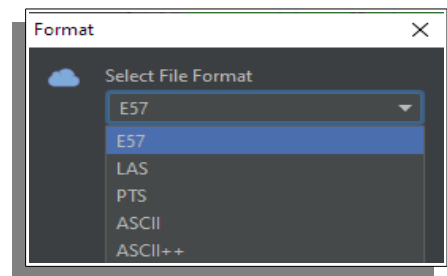 Format
Select File Format
E57
E57
LAS
PTS
ASCII
ASCII++